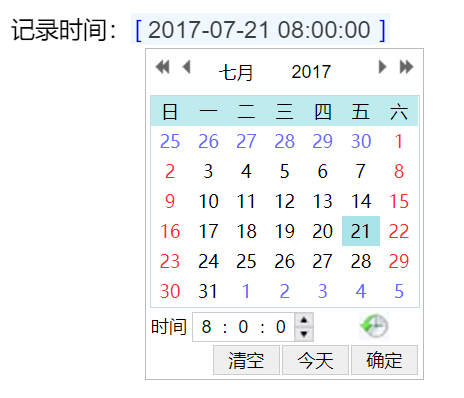 记录时间：[ 2017-07-21 08:00:00 ]
七月 2017
日 一 二 三 四 五 六
25 26 27 28 29 30 1
2 3 4 5 6 7 8
9 10 11 12 13 14 15
16 17 18 19 20 21 22
23 24 25 26 27 28 29
30 31 1 2 3 4 5
时间 8 : 0 : 0
清空 今天 确定